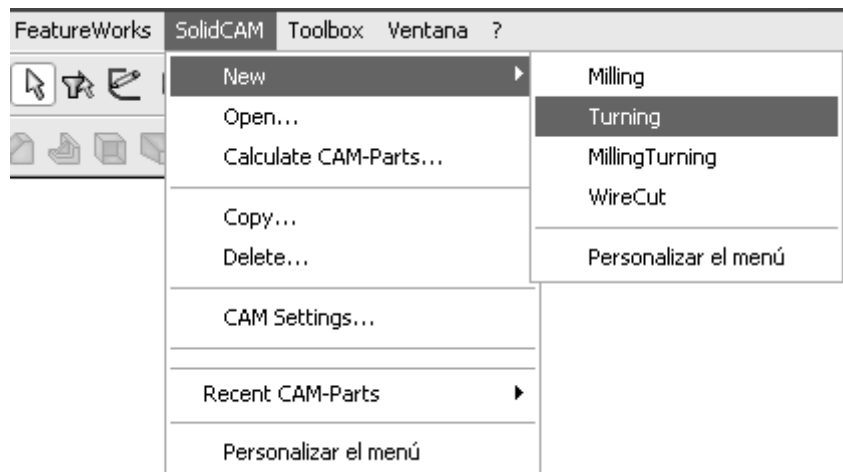 FeatureWorks SolidCAM Toolbox Ventana ?
New
Open...
Calculate CAM-Parts...
Copy...
Delete...
CAM Settings...
Recent CAM-Parts
Personalizar el menú
Milling
Turning
MillingTurning
WireCut
Personalizar el menú